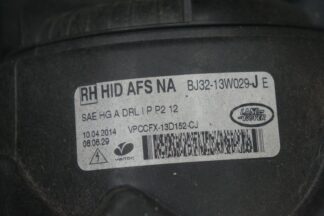 RH HID AFS NA BJ32-13W029-J E
SAE HG A DRL I P P2 12
10.04.2014 VPCCFX-13D152-CJ
06:06:29
LAND
ROVER